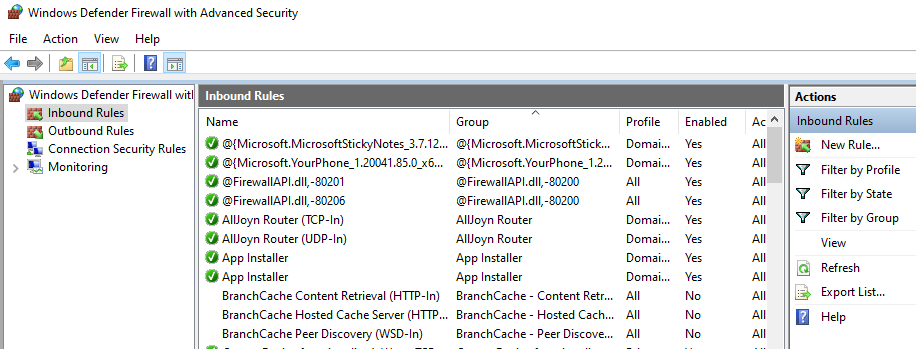 Windows Defender Firewall with Advanced Security
File Action View Help
Windows Defender Firewall witl
Inbound Rules
Outbound Rules
Connection Security Rules
Monitoring
Inbound Rules
Name Group Profile Enabled Ac
@{Microsoft.MicrosoftStickyNotes_3.7.12... @{Microsoft.MicrosoftStick... Domai... Yes All
@{Microsoft.YourPhone_1.20041.85.0_x6... @{Microsoft.YourPhone_1.2... Domai... Yes All
@FirewallAPI.dll,-80201 @FirewallAPI.dll,-80200 All Yes All
@FirewallAPI.dll,-80206 @FirewallAPI.dll,-80200 All Yes All
AllJoyn Router (TCP-In) AllJoyn Router Domai... Yes All
AllJoyn Router (UDP-In) AllJoyn Router Domai... Yes All
App Installer App Installer Domai... Yes All
App Installer App Installer Domai... Yes All
BranchCache Content Retrieval (HTTP-In) BranchCache - Content Retr... All No All
BranchCache Hosted Cache Server (HTTP... BranchCache - Hosted Cach... All No All
BranchCache Peer Discovery (WSD-In) BranchCache - Peer Discove... All No All
Actions
Inbound Rules
New Rule...
Filter by Profile
Filter by State
Filter by Group
View
Refresh
Export List...
Help